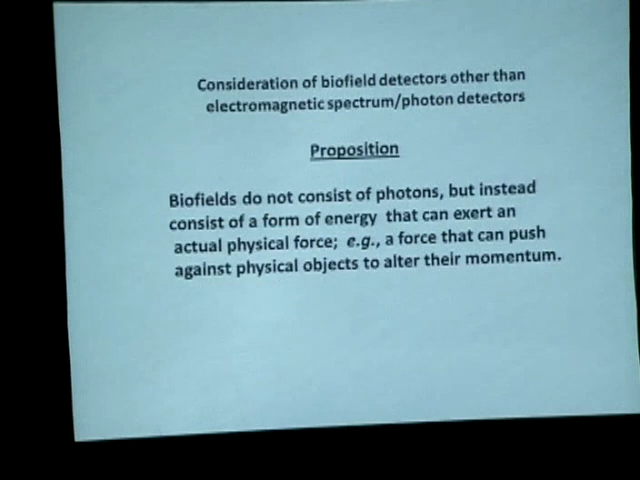 Consideration of biofield detectors other than
electromagnetic spectrum/photon detectors
Proposition
Biofields do not consist of photons, but instead
consist of a form of energy that can exert an
actual physical force; e.g., a force that can push
against physical objects to alter their momentum.